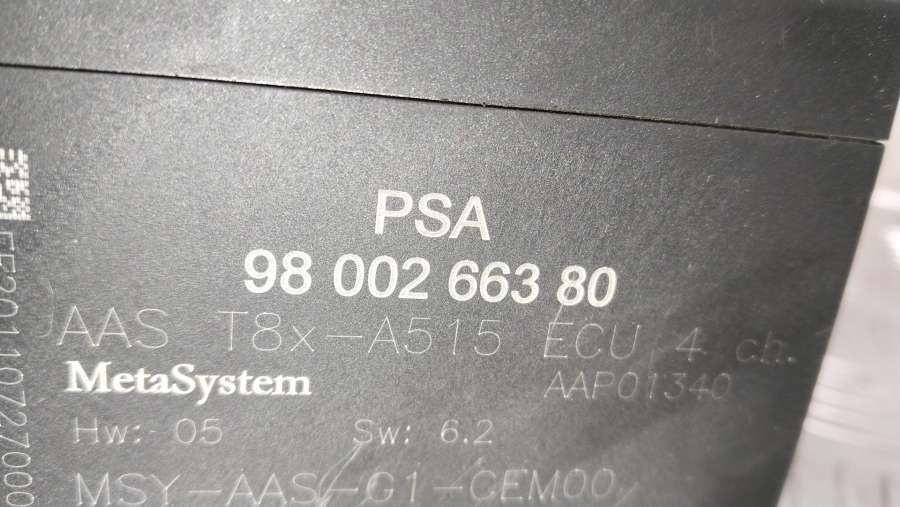 PSA
98 002 663 80
AAS T8x-A515 ECU 4 ch.
MetaSystem
AAP01340
Hw: 05 Sw: 6.2
MSY-AAS-G1-CEM00